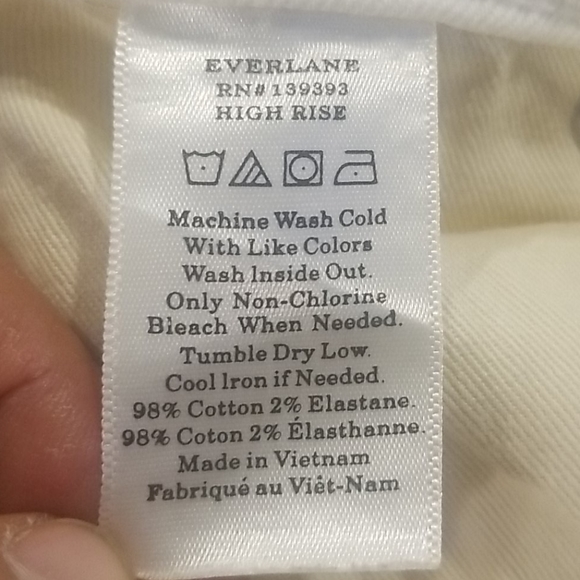 EVERLANE
RN# 139393
HIGH RISE
Machine Wash Cold
With Like Colors
Wash Inside Out.
Only Non-Chlorine
Bleach When Needed.
Tumble Dry Low.
Cool Iron if Needed.
98% Cotton 2% Elastane.
98% Coton 2% Élasthanne.
Made in Vietnam
Fabriqué au Viêt-Nam